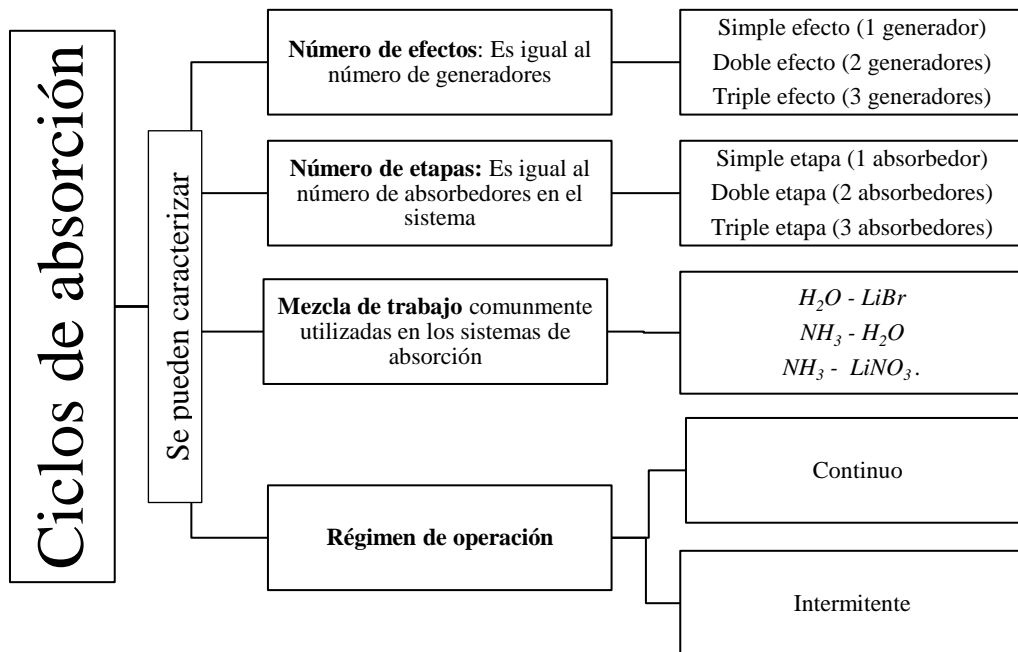 Ciclos de absorción
Se pueden caracterizar
Número de efectos: Es igual al
número de generadores
Simple efecto (1 generador)
Doble efecto (2 generadores)
Triple efecto (3 generadores)
Número de etapas: Es igual al
número de absorbedores en el
sistema
Simple etapa (1 absorbedor)
Doble etapa (2 absorbedores)
Triple etapa (3 absorbedores)
Mezcla de trabajo comunmente
utilizadas en los sistemas de
absorción
H₂O - LiBr
NH₃ - H₂O
NH₃ - LiNO₃.
Régimen de operación
Continuo
Intermitente